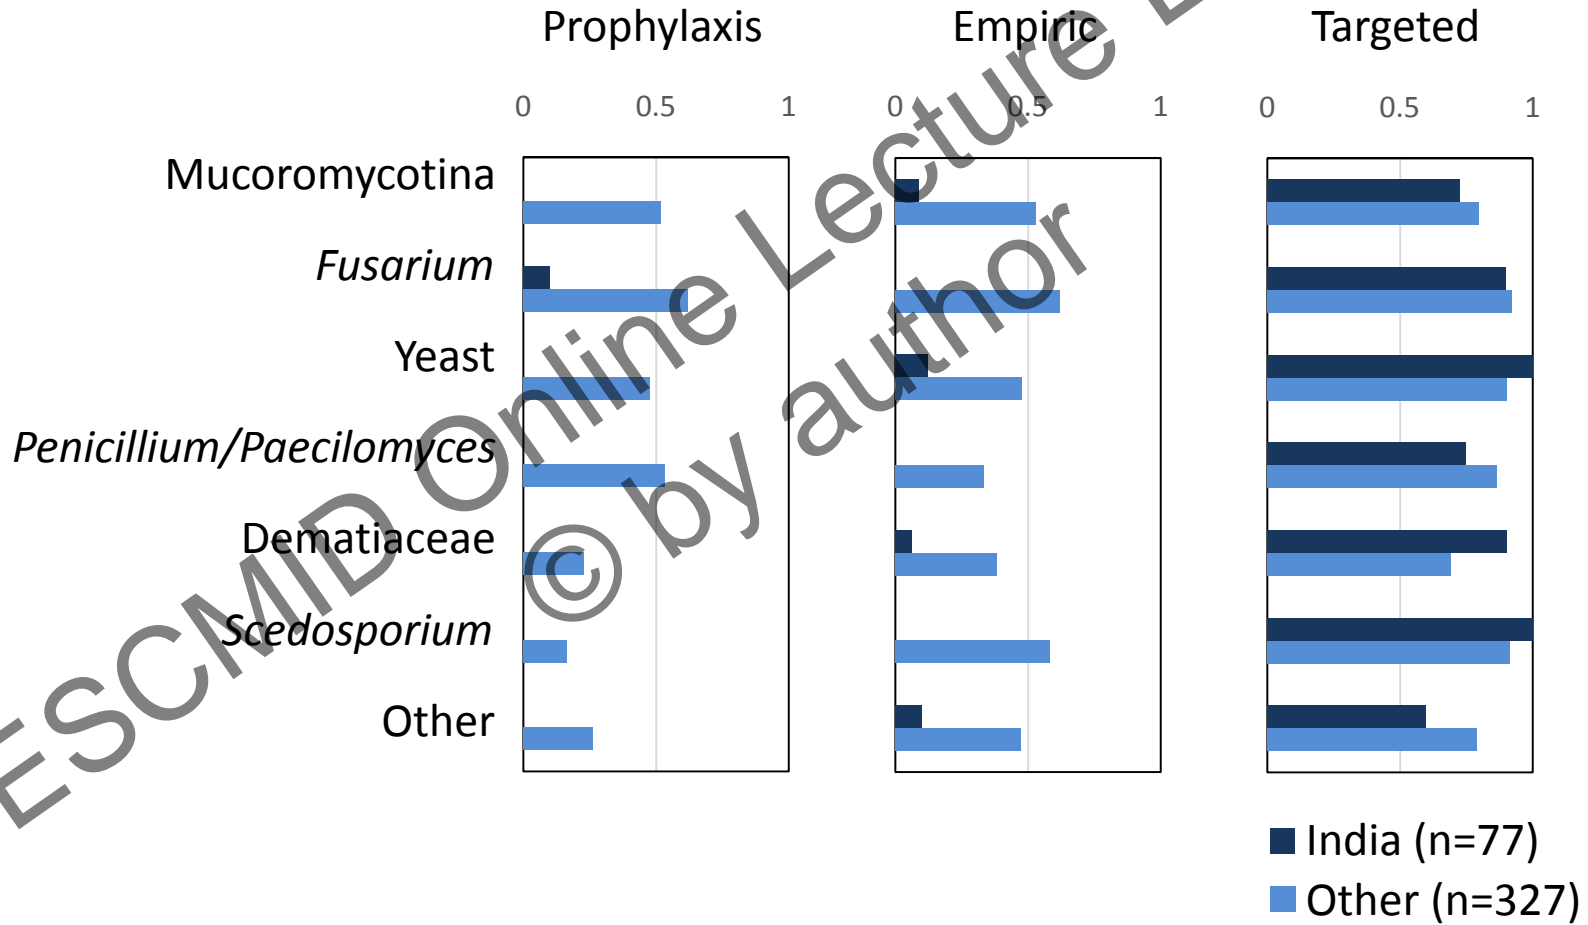 Prophylaxis Empiric Targeted
0 0.5 1 0 0.5 1 0 0.5 1
Mucoromycotina
Fusarium
Yeast
Penicillium/Paecilomyces
Dematiaceae
Scedosporium
Other
India (n=77)
Other (n=327)
ESCMID Online Lecture
© by author